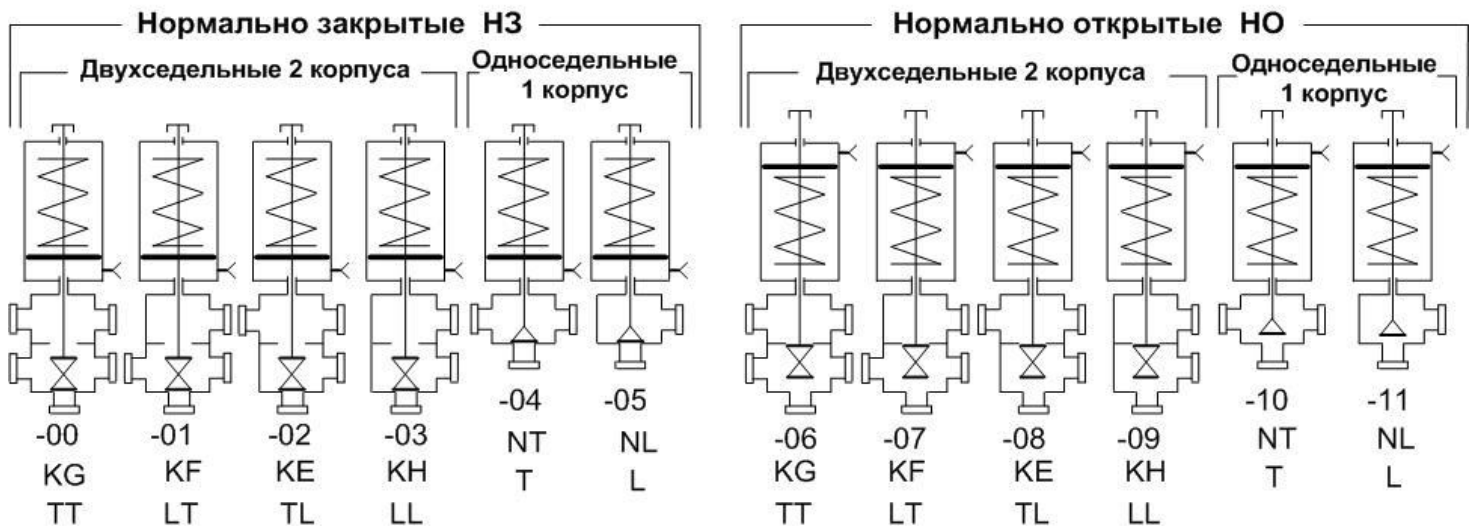 Нормально закрытые НЗ
Нормально открытые НО
Двухседельные 2 корпуса
Односедельные
1 корпус
Двухседельные 2 корпуса
Односедельные
1 корпус
-00 -01 -02 -03 -04 -05 -06 -07 -08 -09 -10 -11
KG KF KE KH NT NL KG KF KE KH NT NL
TT LT TL LL T L TT LT TL LL T L